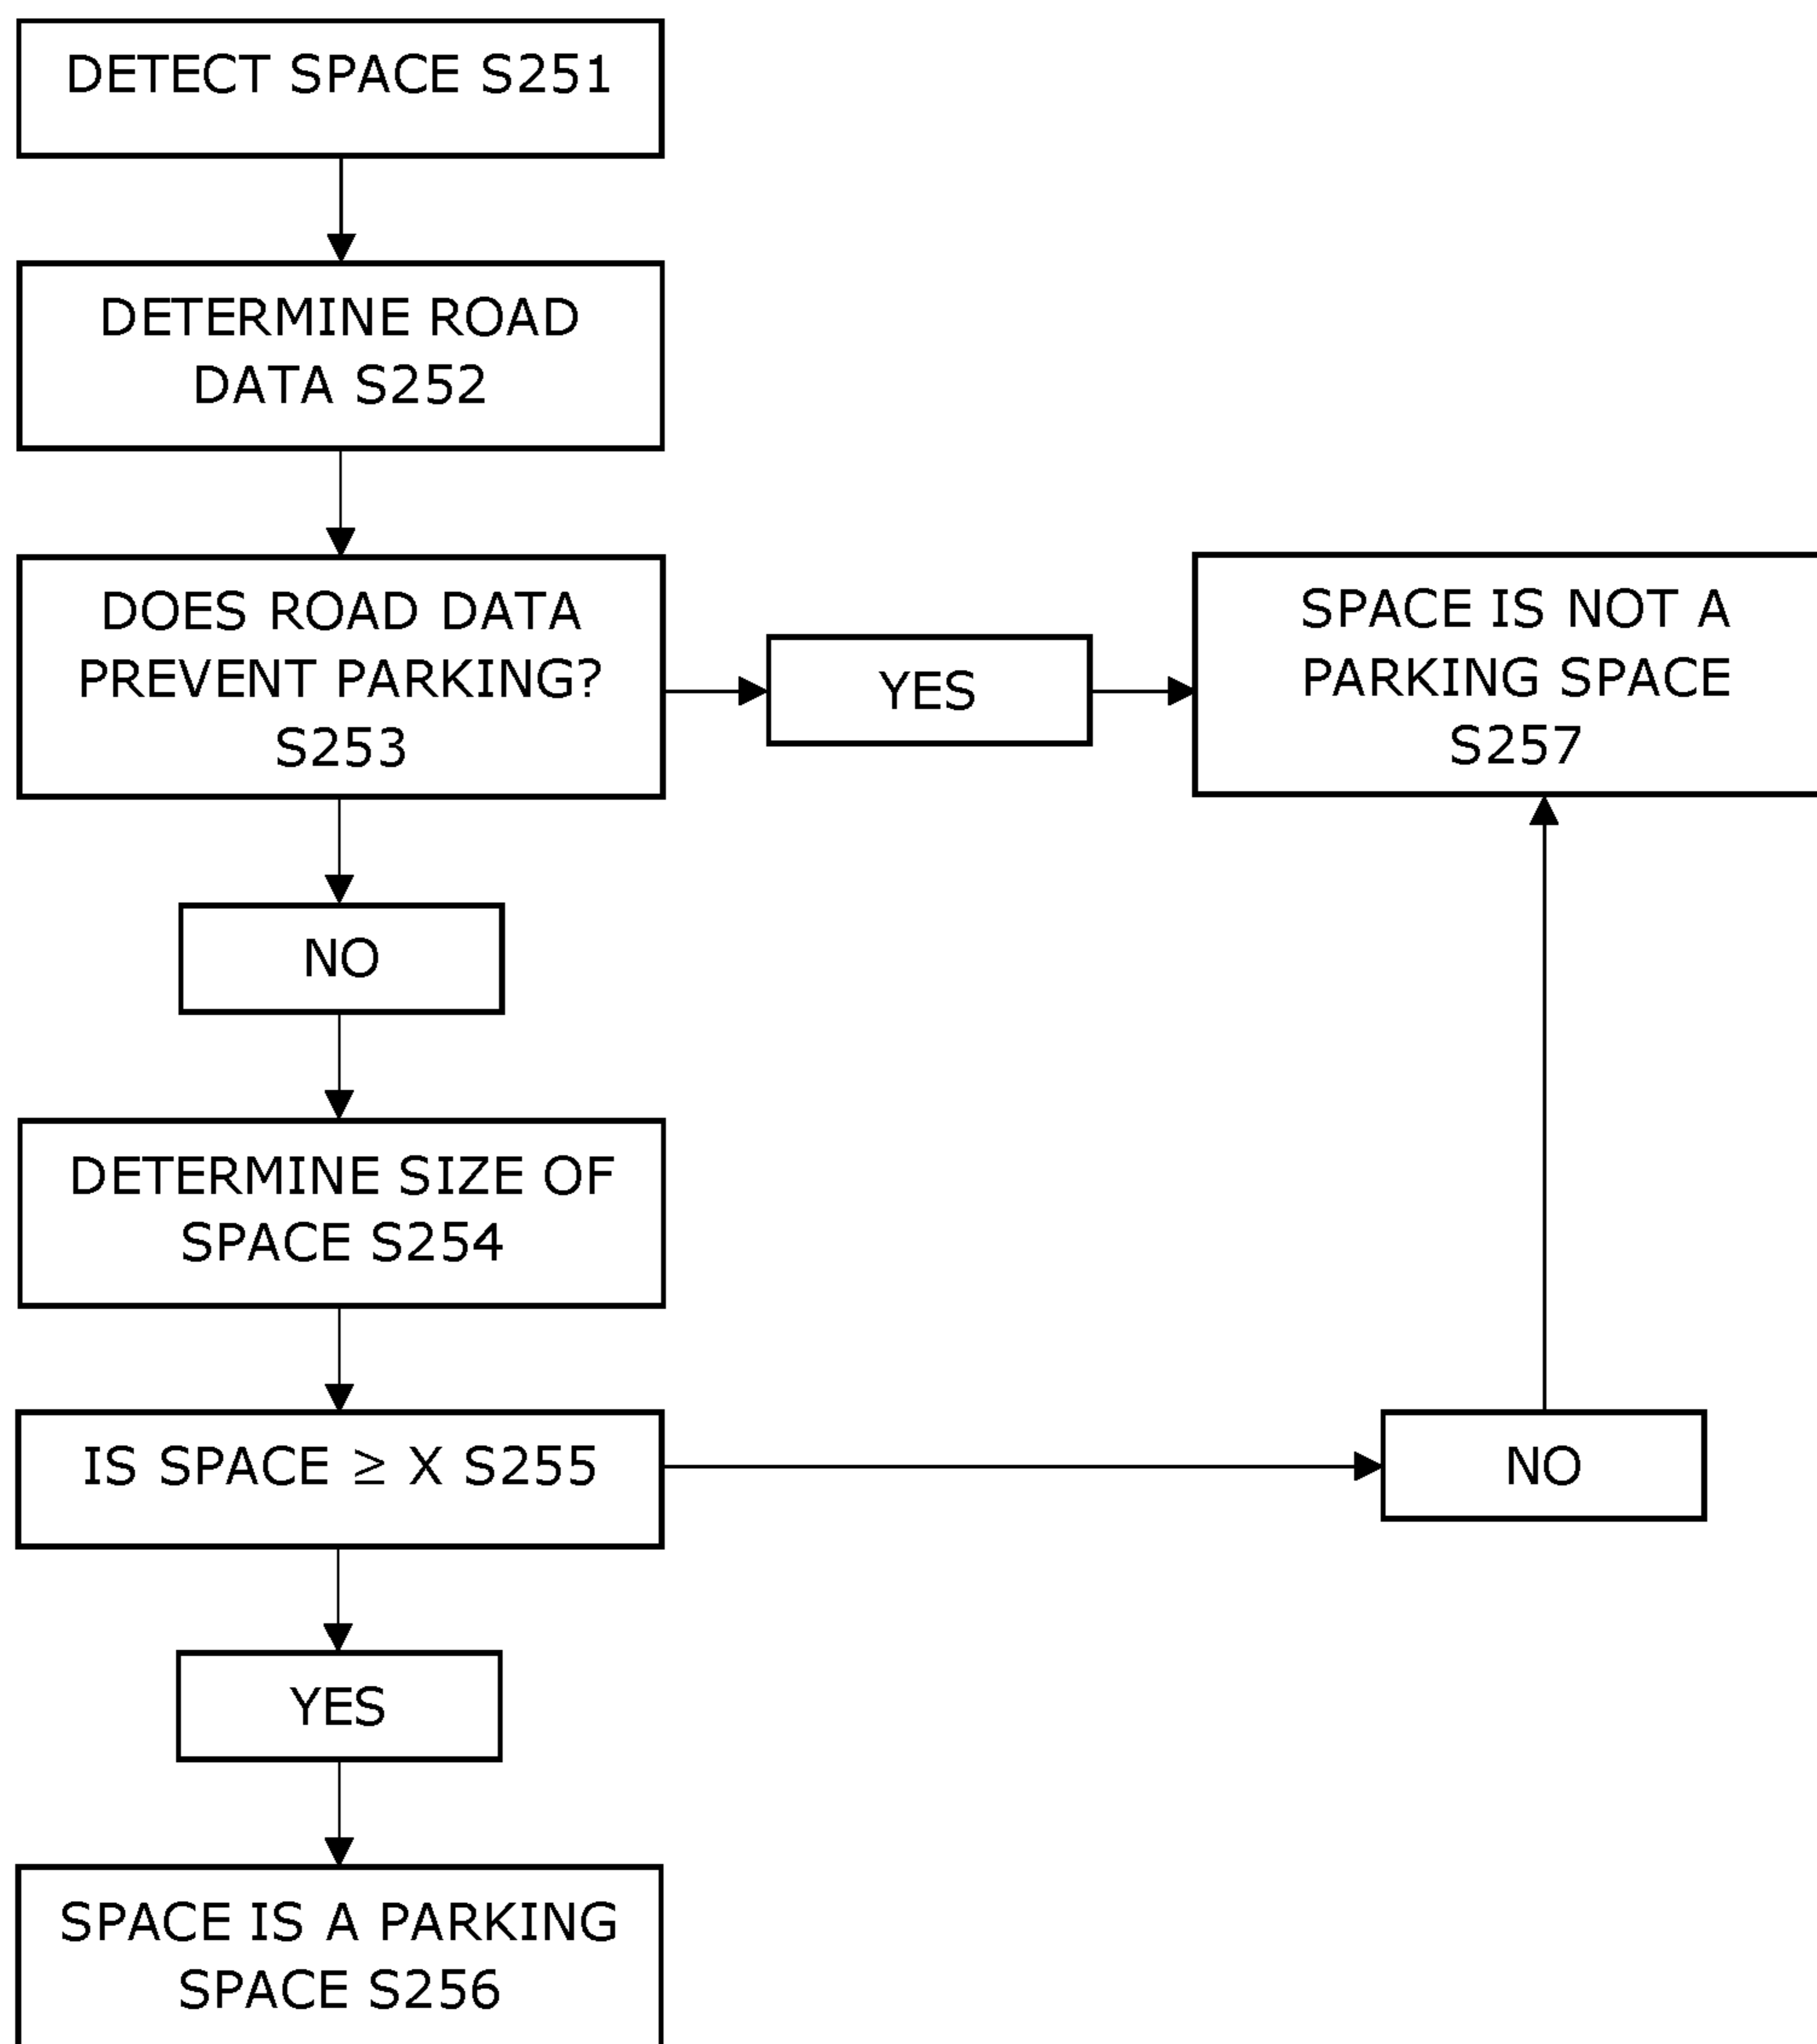 DETECT SPACE S251
DETERMINE ROAD
DATA S252
DOES ROAD DATA
PREVENT PARKING?
S253
YES
SPACE IS NOT A
PARKING SPACE
S257
NO
DETERMINE SIZE OF
SPACE S254
IS SPACE ≥ X S255
NO
YES
SPACE IS A PARKING
SPACE S256